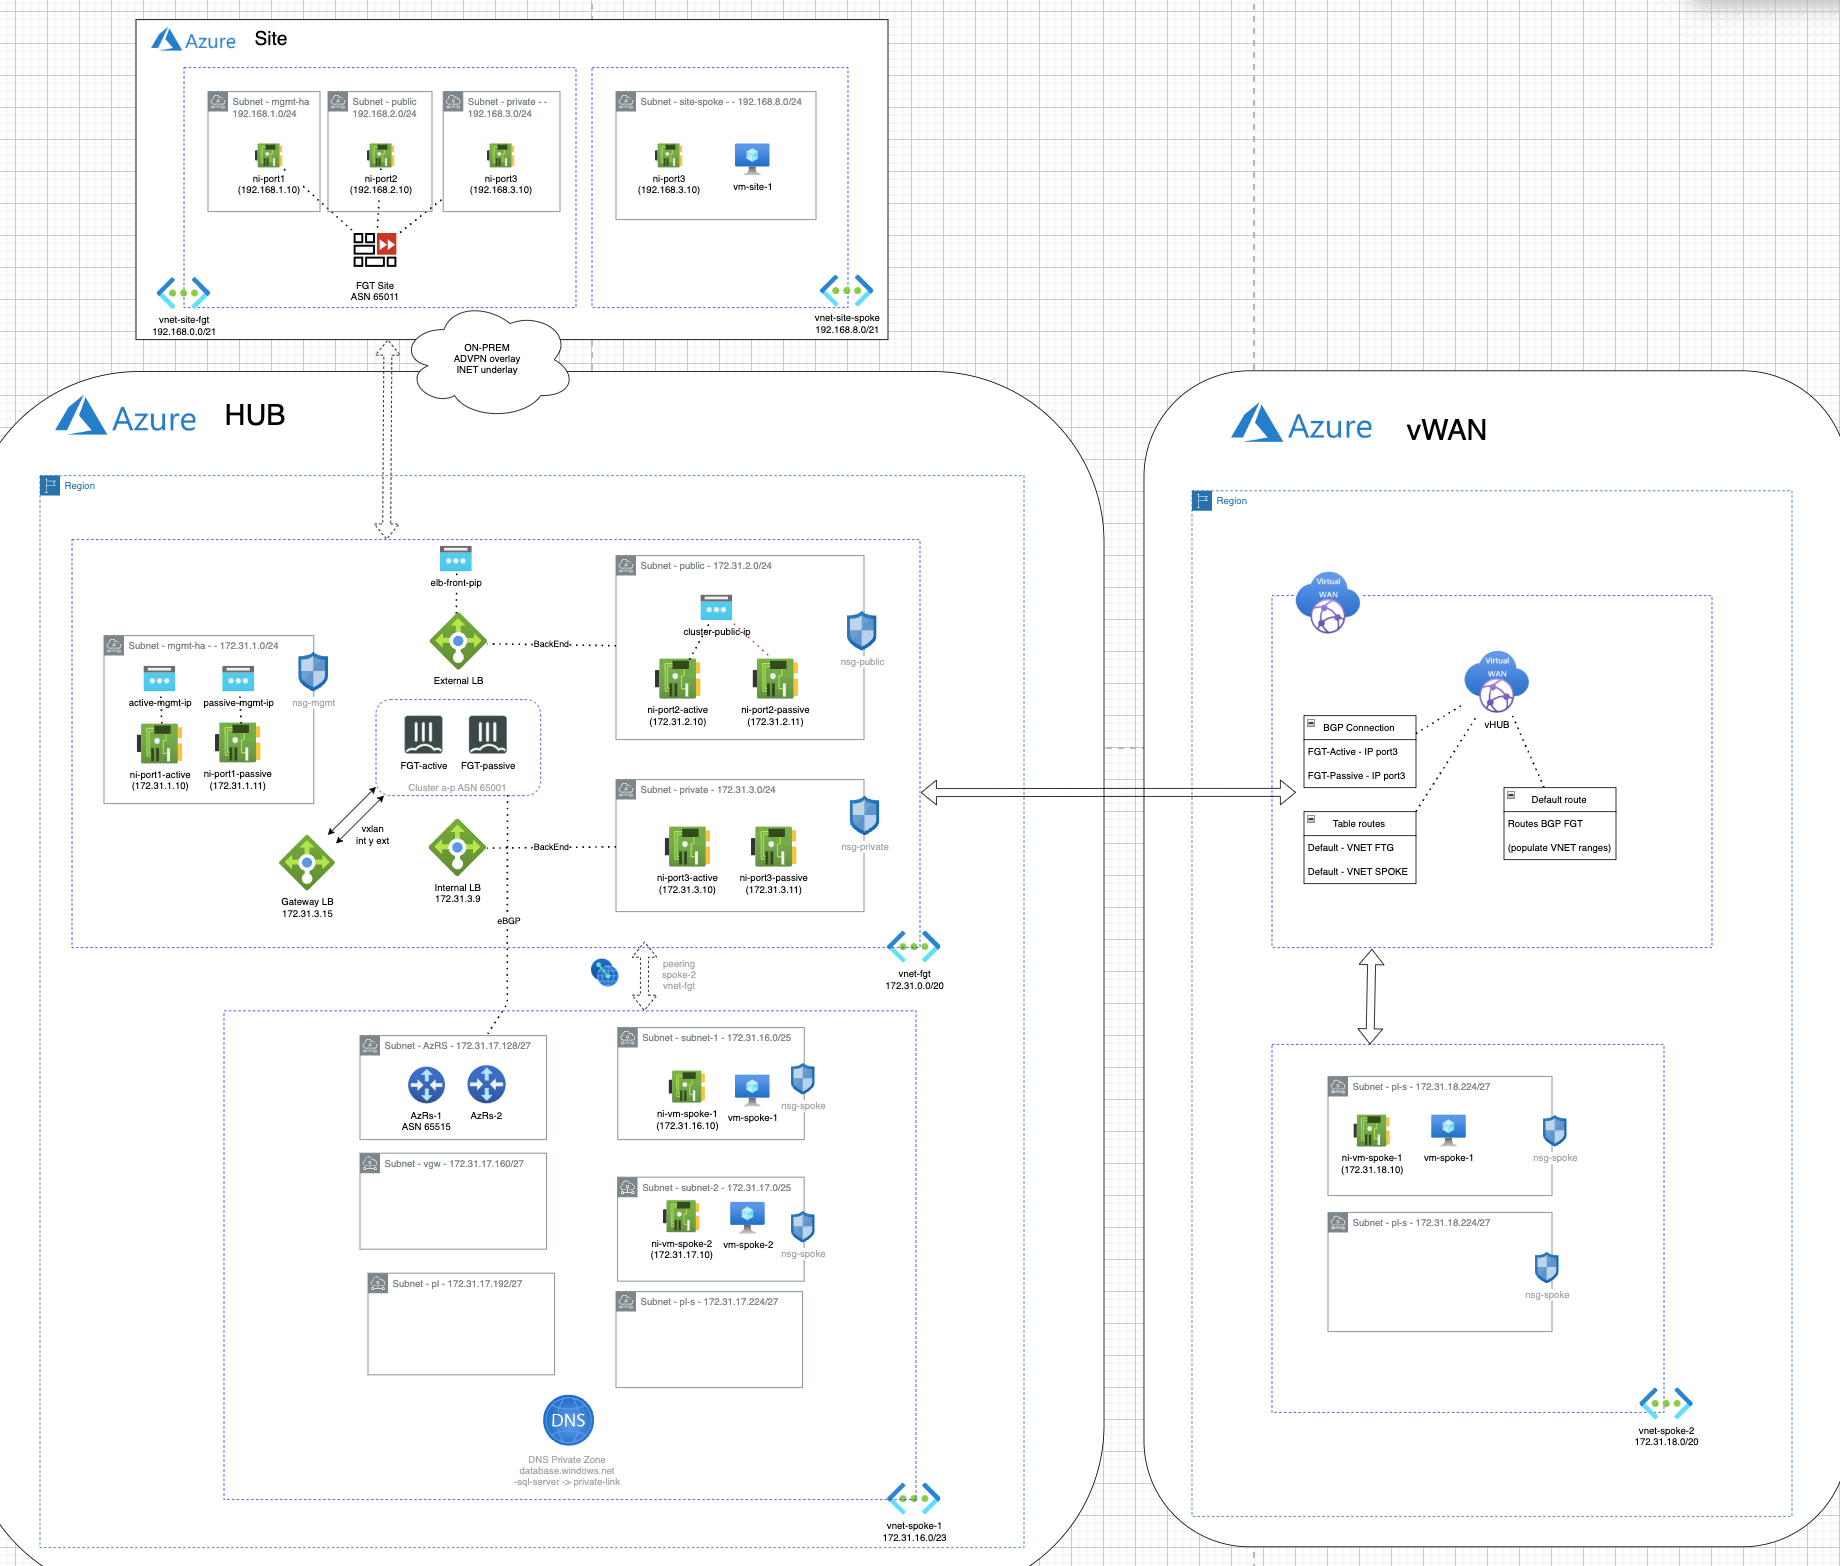 Azure Site
Subnet - mgmt-ha
192.168.1.0/24
ni-port1
(192.168.1.10)
Subnet - public
192.168.2.0/24
ni-port2
(192.168.2.10)
Subnet - private - -
192.168.3.0/24
ni-port3
(192.168.3.10)
FGT Site
ASN 65011
vnet-site-fgt
192.168.0.0/21
Subnet - site-spoke - - 192.168.8.0/24
ni-port3
(192.168.3.10)
vm-site-1
vnet-site-spoke
192.168.8.0/21
ON-PREM
ADVPN overlay
INET underlay
Azure HUB
Region
elb-front-pip
External LB
BackEnd
Subnet - mgmt-ha - - 172.31.1.0/24
active-mgmt-ip
passive-mgmt-ip
nsg-mgmt
ni-port1-active
(172.31.1.10)
ni-port1-passive
(172.31.1.11)
FGT-active
FGT-passive
Cluster a-p ASN 65001
vxlan
int y ext
Gateway LB
172.31.3.15
Internal LB
172.31.3.9
BackEnd
eBGP
Subnet - public - 172.31.2.0/24
cluster-public-ip
nsg-public
ni-port2-active
(172.31.2.10)
ni-port2-passive
(172.31.2.11)
Subnet - private - 172.31.3.0/24
nsg-private
ni-port3-active
(172.31.3.10)
ni-port3-passive
(172.31.3.11)
vnet-fgt
172.31.0.0/20
peering
spoke-2
vnet-fgt
Subnet - AzRS - 172.31.17.128/27
AzRs-1
ASN 65515
AzRs-2
Subnet - vgw - 172.31.17.160/27
Subnet - pl - 172.31.17.192/27
Subnet - subnet-1 - 172.31.16.0/25
ni-vm-spoke-1
(172.31.16.10)
vm-spoke-1
nsg-spoke
Subnet - subnet-2 - 172.31.17.0/25
ni-vm-spoke-2
(172.31.17.10)
vm-spoke-2
nsg-spoke
Subnet - pl-s - 172.31.17.224/27
DNS
DNS Private Zone
database.windows.net
-sql-server -> private-link
vnet-spoke-1
172.31.16.0/23
Azure vWAN
Region
Virtual
WAN
Virtual
WAN
vHUB
BGP Connection
FGT-Active - IP port3
FGT-Passive - IP port3
Table routes
Default - VNET FTG
Default - VNET SPOKE
Default route
Routes BGP FGT
(populate VNET ranges)
Subnet - pl-s - 172.31.18.224/27
ni-vm-spoke-1
(172.31.18.10)
vm-spoke-1
nsg-spoke
Subnet - pl-s - 172.31.18.224/27
nsg-spoke
vnet-spoke-2
172.31.18.0/20